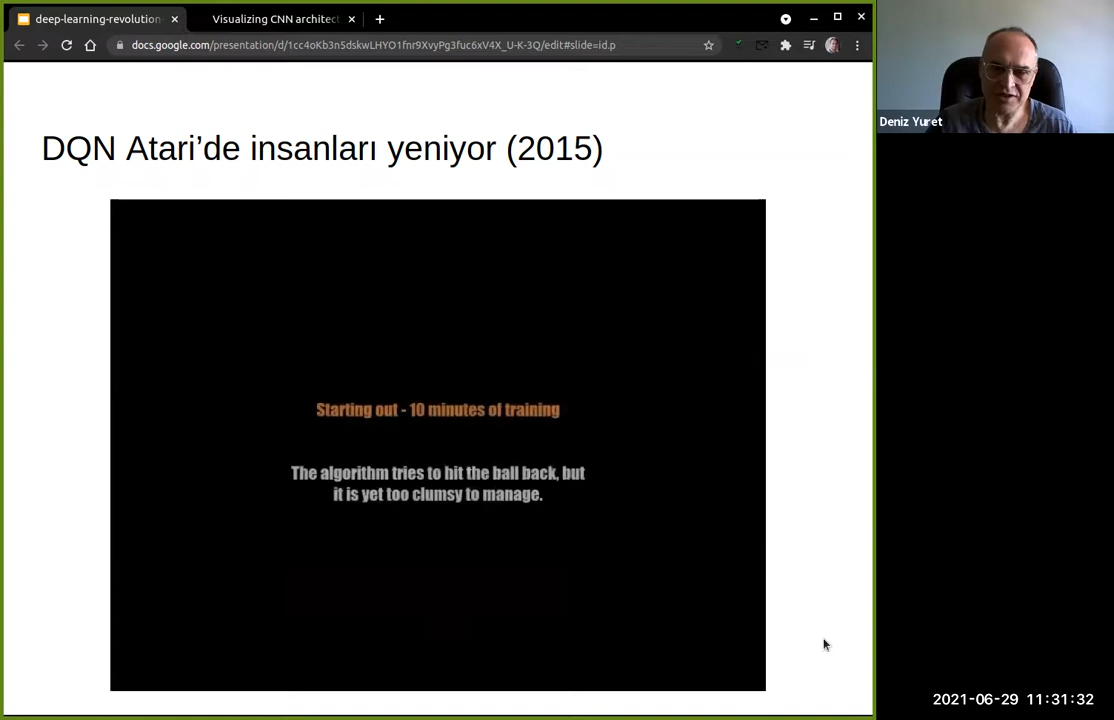 deep-learning-revolution-
Visualizing CNN architect
docs.google.com/presentation/d/1cc4oKb3n5dskwLHYO1fnr9XvyPg3fuc6xV4X_U-K-3Q/edit#slide=id.p
Deniz Yuret
DQN Atari’de insanları yeniyor (2015)
Starting out - 10 minutes of training
The algorithm tries to hit the ball back, but
it is yet too clumsy to manage.
2021-06-29 11:31:32